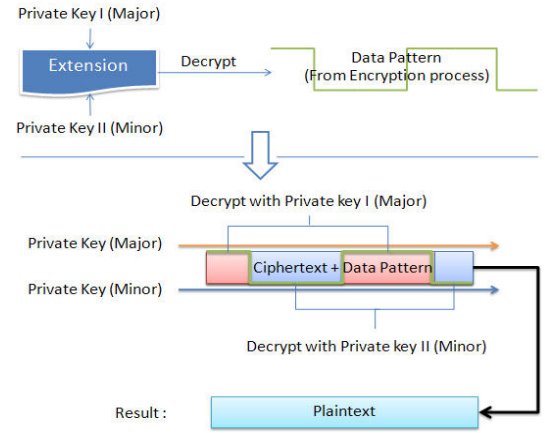 Private Key I (Major)
Extension
Decrypt
Data Pattern
(From Encryption process)
Private Key II (Minor)
Decrypt with Private key I (Major)
Private Key (Major)
Ciphertext + Data Pattern
Private Key (Minor)
Decrypt with Private key II (Minor)
Result :
Plaintext